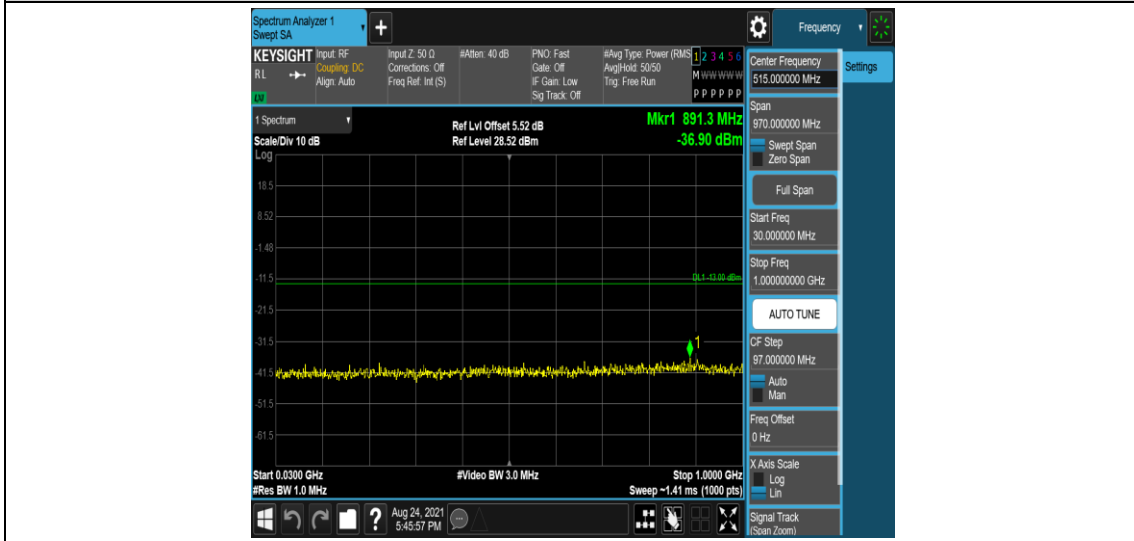 Spectrum Analyzer 1
Swept SA
+
Frequency
KEYSIGHT
RL
Input: RF
Coupling: DC
Align: Auto
Input Z: 50 Ω
Corrections: Off
Freq Ref: Int (S)
#Atten: 40 dB
PNO: Fast
Gate: Off
IF Gain: Low
Sig Track: Off
#Avg Type: Power (RMS
Avg|Hold: 50/50
Trig: Free Run
1 2 3 4 5 6
M W W W W W
P P P P P P
1 Spectrum
Scale/Div 10 dB
Log
Ref Lvl Offset 5.52 dB
Ref Level 28.52 dBm
Mkr1 891.3 MHz
-36.90 dBm
18.5
8.52
-1.48
-11.5
-21.5
-31.5
-41.5
-51.5
-61.5
DL1 -13.00 dBm
1
Start 0.0300 GHz
#Res BW 1.0 MHz
#Video BW 3.0 MHz
Stop 1.0000 GHz
Sweep ~1.41 ms (1000 pts)
?
Aug 24, 2021
5:45:57 PM
Center Frequency
515.000000 MHz
Settings
Span
970.000000 MHz
Swept Span
Zero Span
Full Span
Start Freq
30.000000 MHz
Stop Freq
1.000000000 GHz
AUTO TUNE
CF Step
97.000000 MHz
Auto
Man
Freq Offset
0 Hz
X Axis Scale
Log
Lin
Signal Track
(Span Zoom)